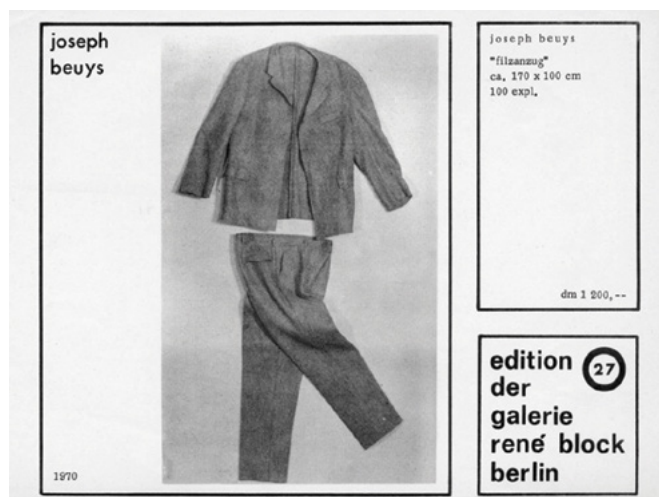 joseph
beuys
1970
joseph beuys
"filzanzug"
ca. 170 x 100 cm
100 expl.
dm 1 200,--
edition 27
der
galerie
rené block
berlin